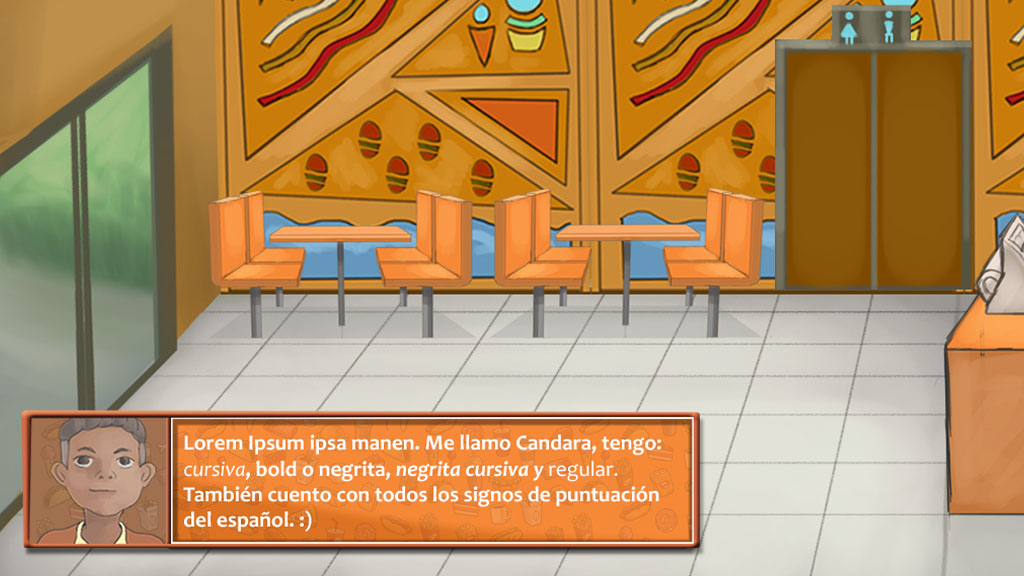 Lorem Ipsum ipsa manen. Me llamo Candara, tengo:
cursiva, bold o negrita, negrita cursiva y regular.
También cuento con todos los signos de puntuación
del español. :)